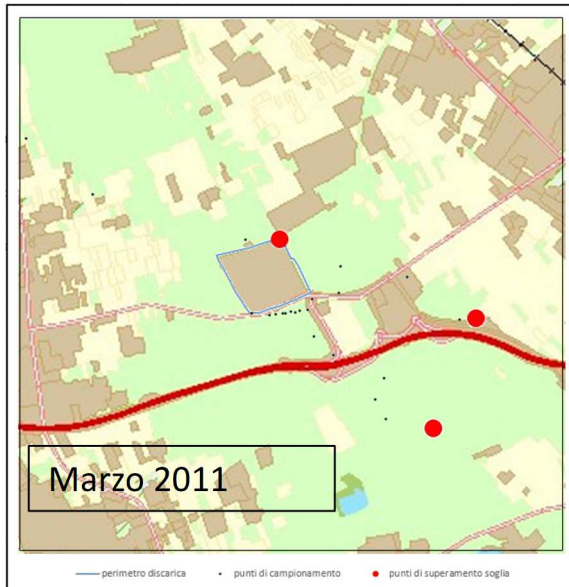 Marzo 2011
perimetro discarica punti di campionamento punti di superamento soglia